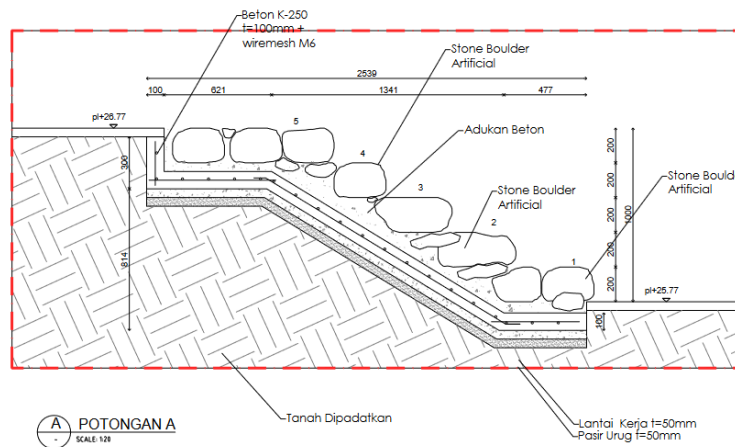 Beton K-250
t=100mm +
wiremesh M6
Stone Boulder
Artificial
2539
100
621
1341
477
pl+26.77
5
Adukan Beton
4
3
Stone Boulder
Artificial
2
Stone Bould
Artificial
1
300
814
200
200
200
200
200
1000
pl+25.77
100
Tanah Dipadatkan
Lantai Kerja t=50mm
Pasir Urug t=50mm
A
-
POTONGAN A
SCALE: 1:20